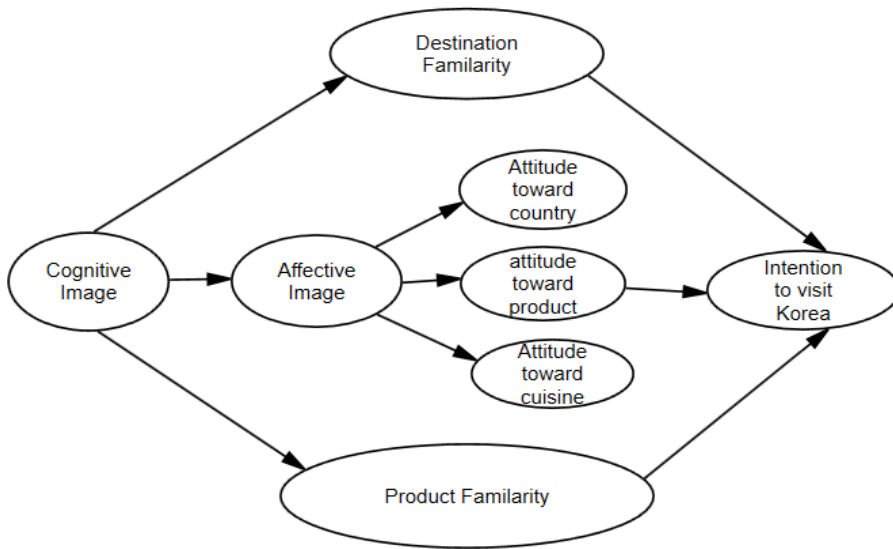 Destination
Familarity
Attitude
toward
country
Cognitive
Image
Affective
Image
attitude
toward
product
Intention
to visit
Korea
Attitude
toward
cuisine
Product Familarity